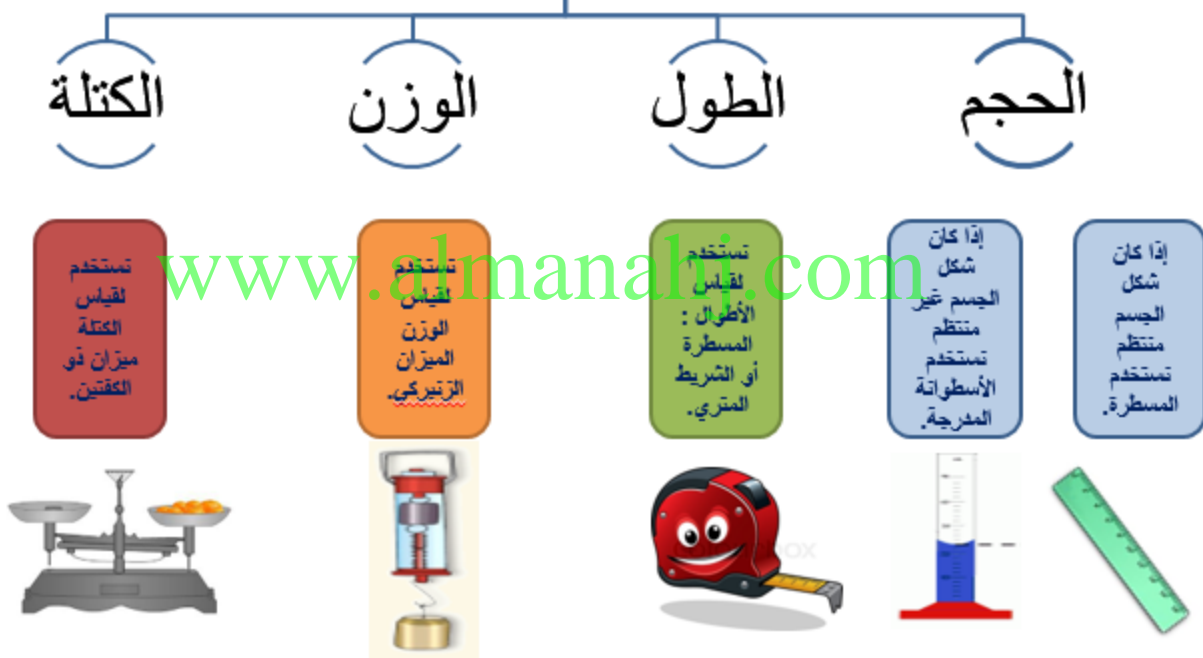 الحجم
الطول
الوزن
الكتلة
إذا كان
شكل
الجسم
منتظم
تستخدم
المسطرة.
إذا كان
شكل
الجسم غير
منتظم
تستخدم
الأسطوانة
المدرجة.
تستخدم
لقياس
الأطوال :
المسطرة
أو الشريط
المتري.
تستخدم
لقياس
الوزن
الميزان
الزنبركي.
تستخدم
لقياس
الكتلة
ميزان ذو
الكفتين.
www.almanahj.com